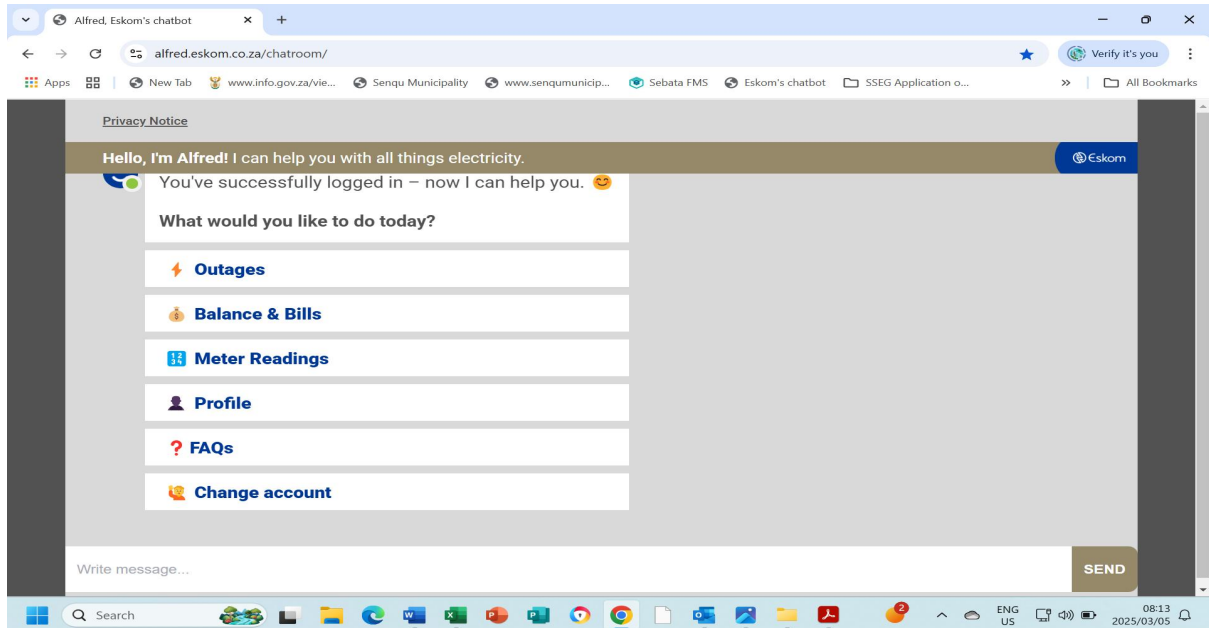 Alfred, Eskom's chatbot
alfred.eskom.co.za/chatroom/
Verify it's you
Apps
New Tab
www.info.gov.za/vie...
Senqu Municipality
www.senqumunicip...
Sebata FMS
Eskom's chatbot
SSEG Application o...
All Bookmarks
Privacy Notice
Hello, I'm Alfred! I can help you with all things electricity.
Eskom
You've successfully logged in – now I can help you. 😊
What would you like to do today?
Outages
Balance & Bills
Meter Readings
Profile
FAQs
Change account
Write message...
SEND
Search
2
ENG
US
08:13
2025/03/05